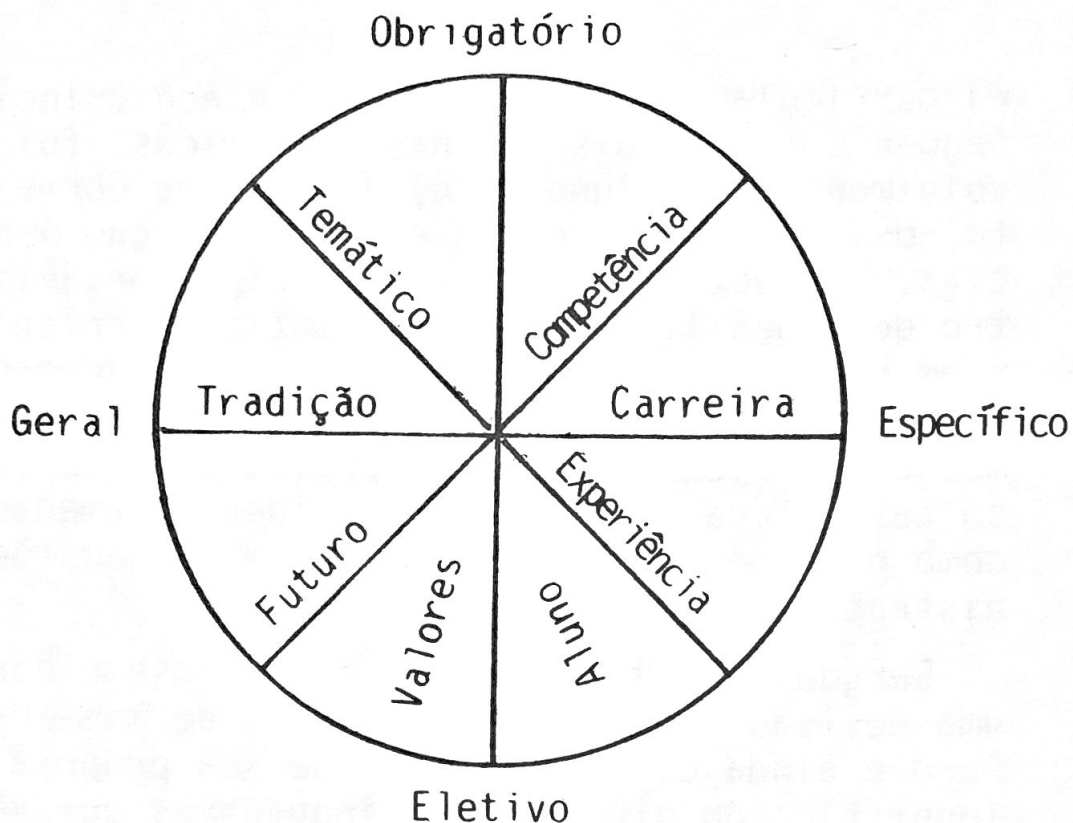 Obrigatório
Temático
Competência
Geral
Tradição
Carreira
Específico
Futuro
Valores
Aluno
Experiência
Eletivo